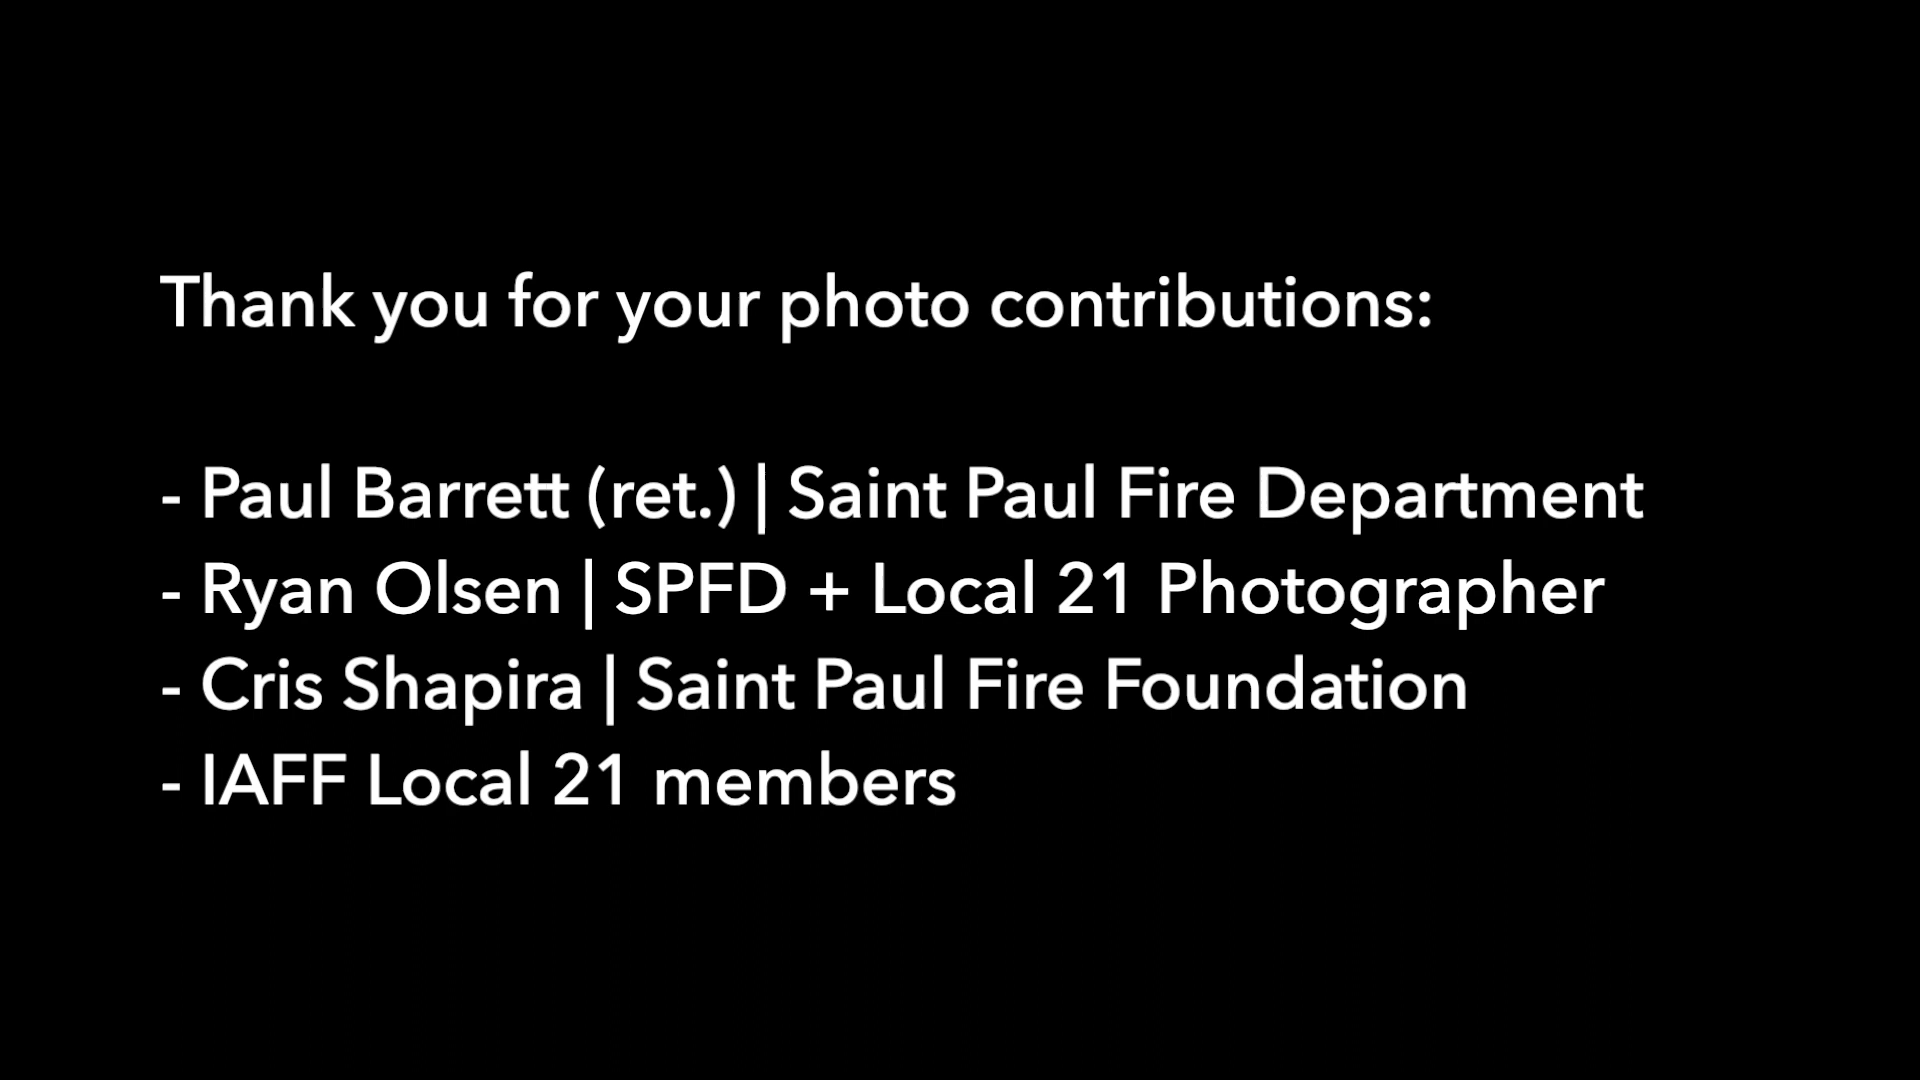 Thank you for your photo contributions:
- Paul Barrett (ret.) | Saint Paul Fire Department
- Ryan Olsen | SPFD + Local 21 Photographer
- Cris Shapira | Saint Paul Fire Foundation
- IAFF Local 21 members